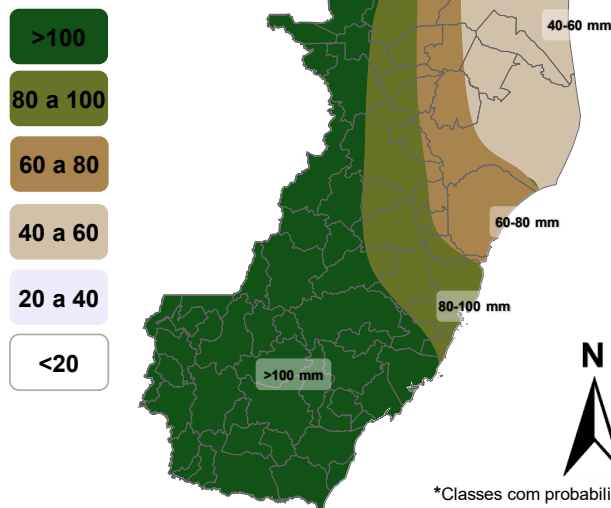 >100
80 a 100
60 a 80
40 a 60
20 a 40
<20
40-60 mm
60-80 mm
80-100 mm
>100 mm
N
*Classes com probabili